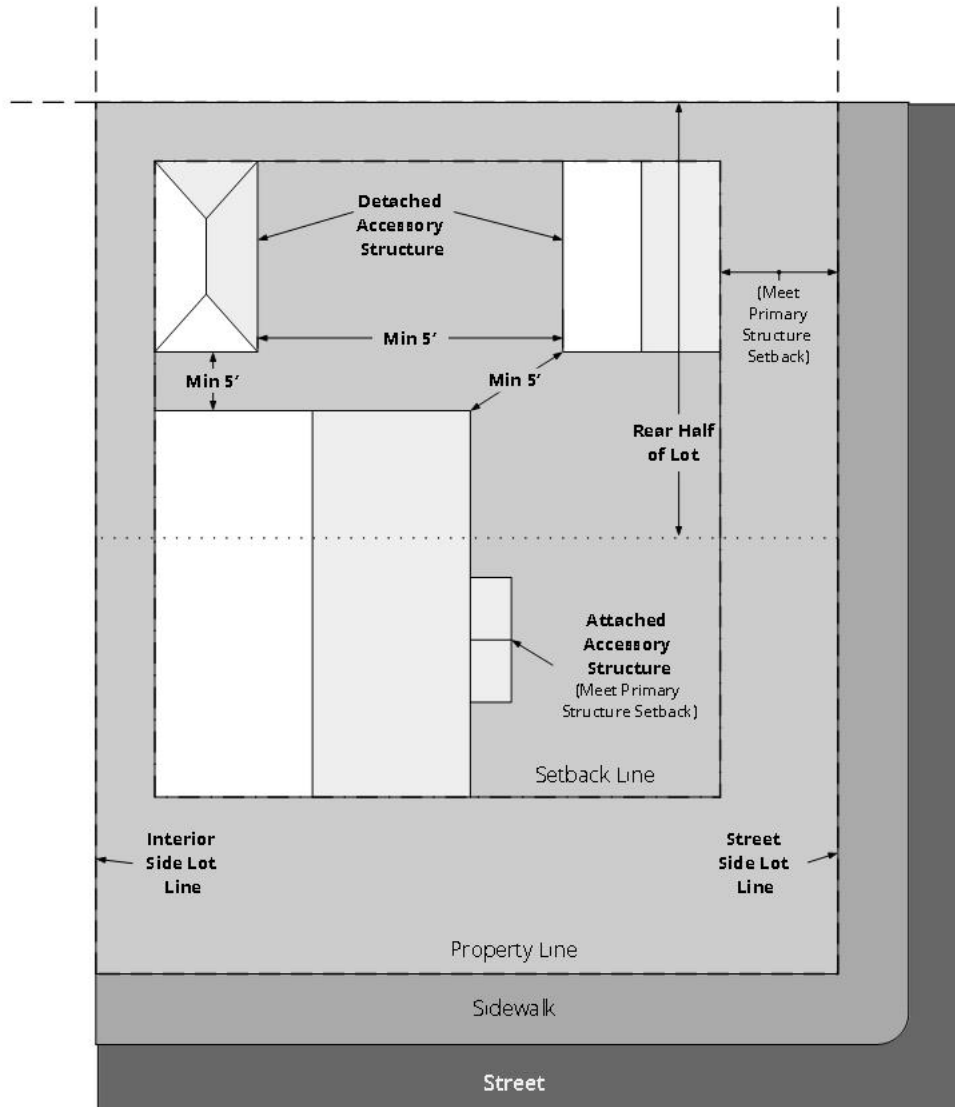 Detached
Accessory
Structure
(Meet
Primary
Structure
Setback)
Min 5'
Min 5'
Min 5'
Rear Half
of Lot
Attached
Accessory
Structure
(Meet Primary
Structure Setback)
Setback Line
Interior
Side Lot
Line
Street
Side Lot
Line
Property Line
Sidewalk
Street